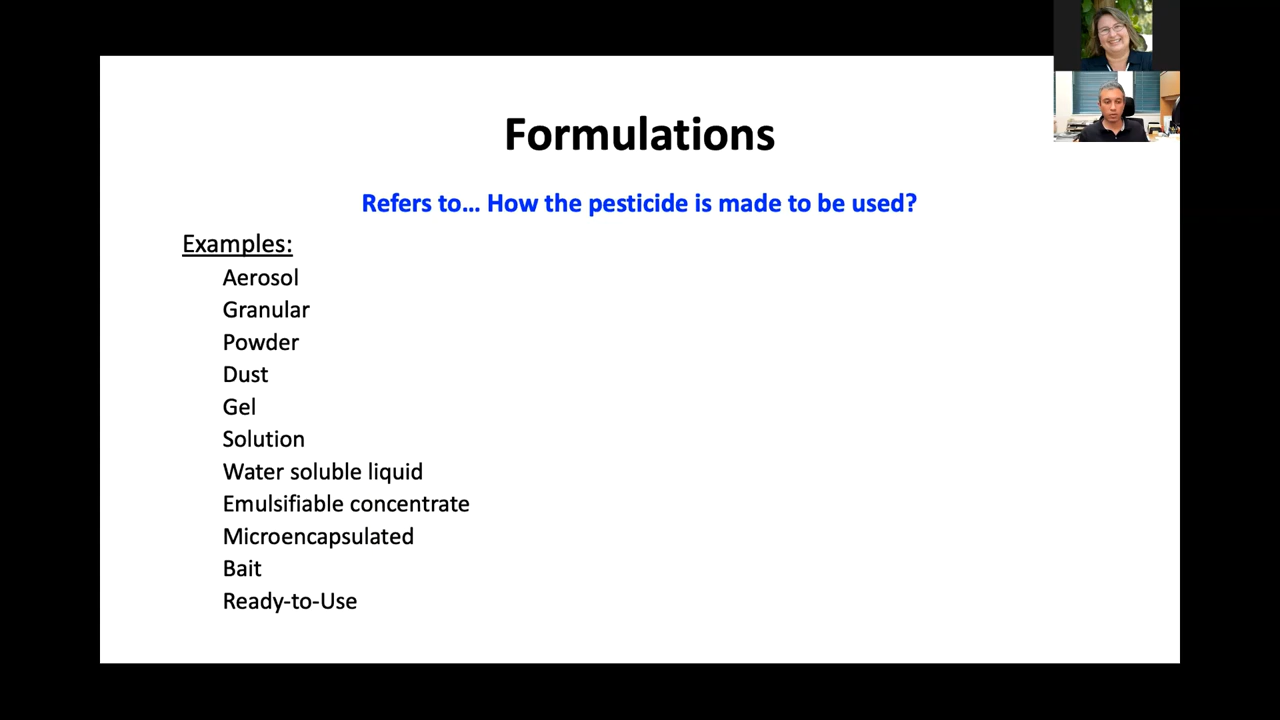 Formulations
Refers to... How the pesticide is made to be used?
Examples:
Aerosol
Granular
Powder
Dust
Gel
Solution
Water soluble liquid
Emulsifiable concentrate
Microencapsulated
Bait
Ready-to-Use